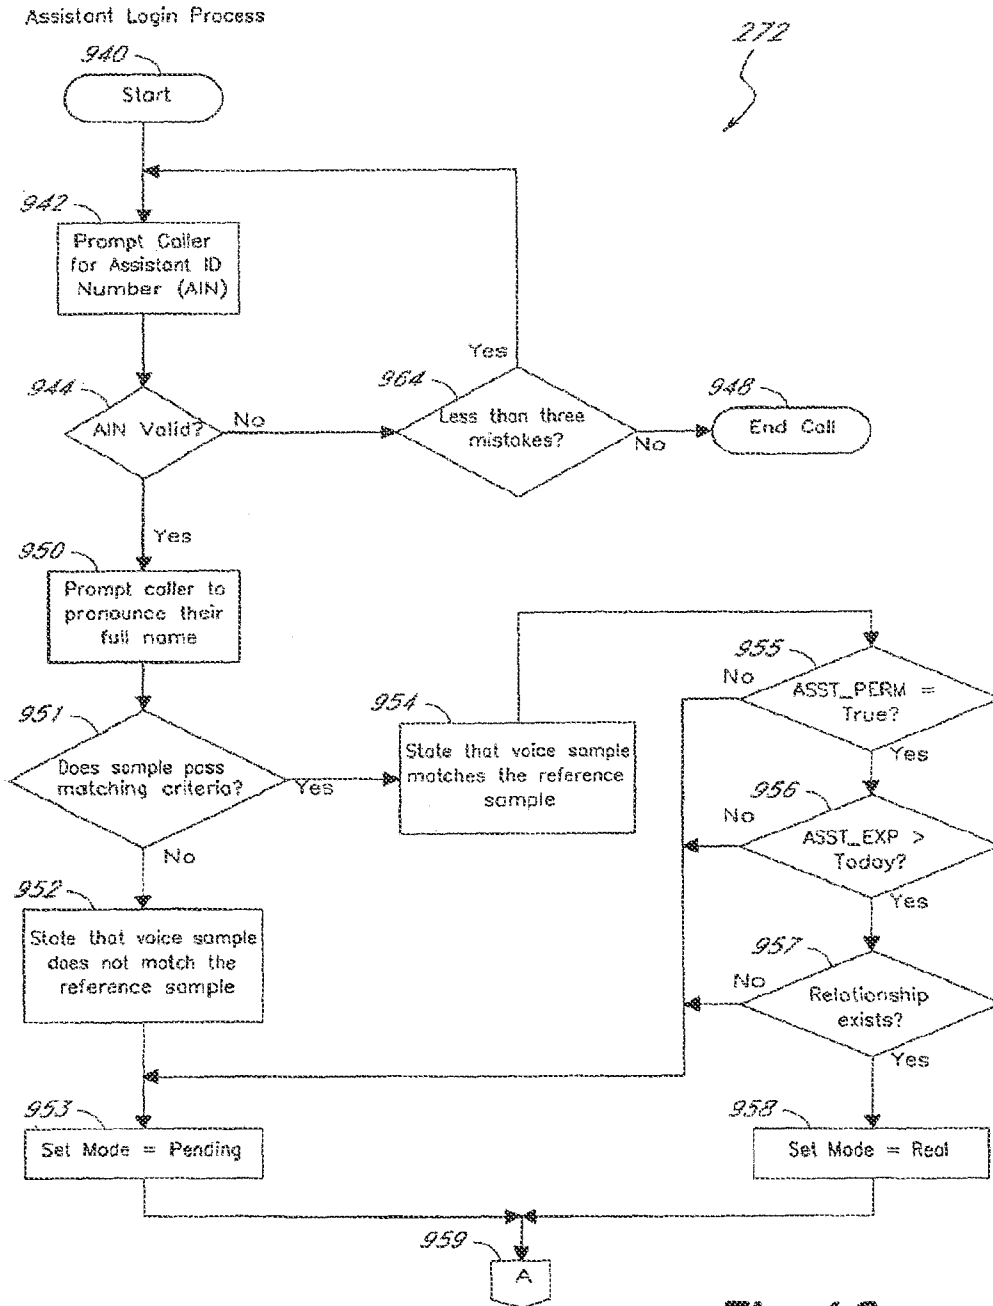 Assistant Login Process
272
940
Start
942
Prompt Caller
for Assistant ID
Number (AIN)
944
AIN Valid?
No
Yes
964
Less than three
mistakes?
Yes
No
948
End Call
950
Prompt caller to
pronounce their
full name
951
Does sample pass
matching criteria?
Yes
No
954
State that voice sample
matches the reference
sample
955
No
ASST_PERM =
True?
Yes
956
No
ASST_EXP >
Today?
Yes
952
State that voice sample
does not match the
reference sample
957
No
Relationship
exists?
Yes
953
Set Mode = Pending
958
Set Mode = Real
959
A